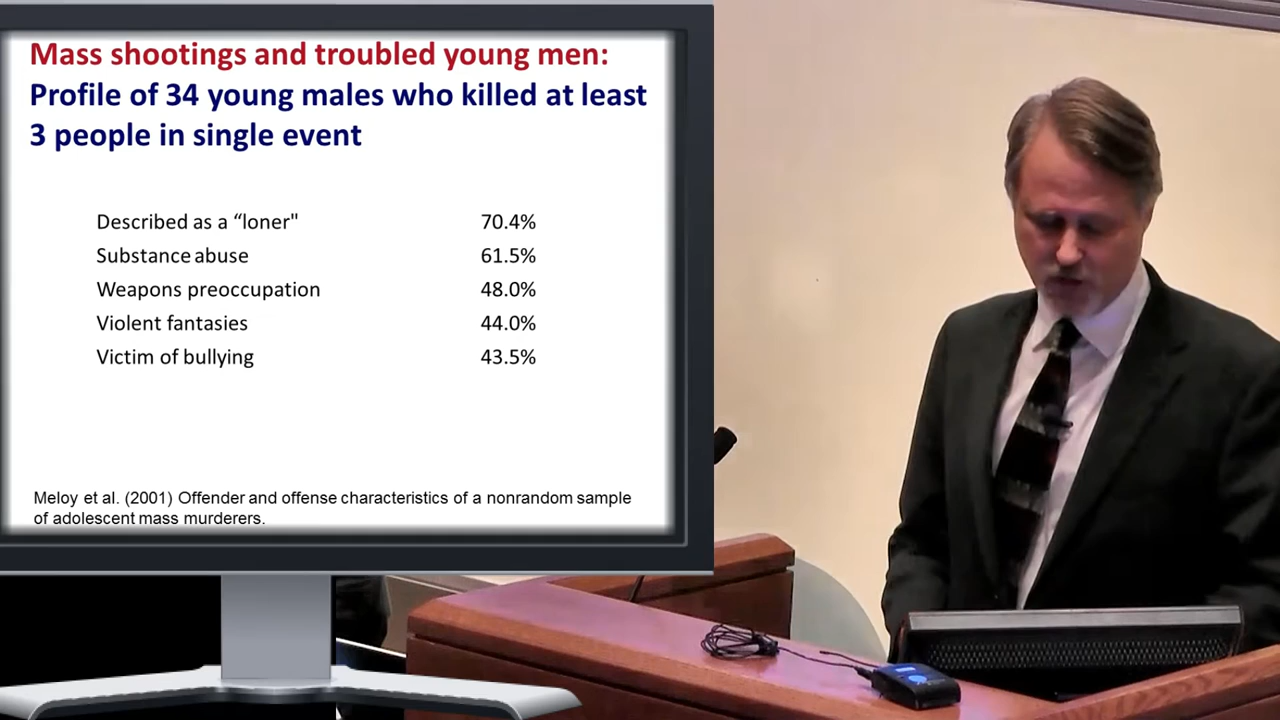 Mass shootings and troubled young men:
Profile of 34 young males who killed at least
3 people in single event
Described as a “loner" 70.4%
Substance abuse 61.5%
Weapons preoccupation 48.0%
Violent fantasies 44.0%
Victim of bullying 43.5%
Meloy et al. (2001) Offender and offense characteristics of a nonrandom sample
of adolescent mass murderers.